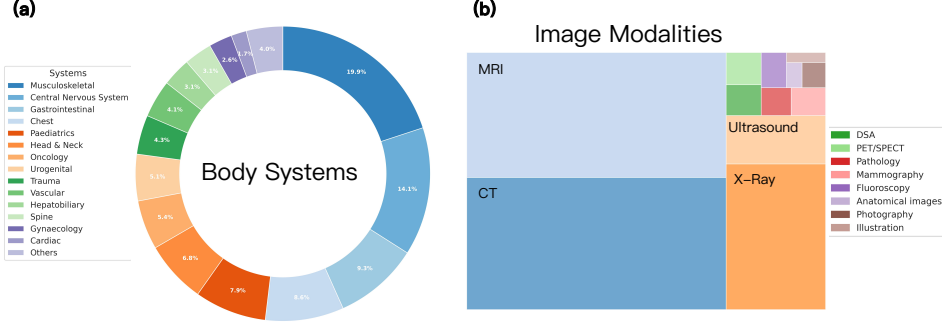 (a)
Systems
Musculoskeletal
Central Nervous System
Gastrointestinal
Chest
Paediatrics
Head & Neck
Oncology
Urogenital
Trauma
Vascular
Hepatobiliary
Spine
Gynaecology
Cardiac
Others
Body Systems
19.9%
14.1%
9.3%
8.6%
7.9%
6.8%
5.4%
5.1%
4.3%
4.1%
3.1%
3.1%
2.6%
1.7%
4.0%
(b)
Image Modalities
MRI
CT
Ultrasound
X-Ray
DSA
PET/SPECT
Pathology
Mammography
Fluoroscopy
Anatomical images
Photography
Illustration